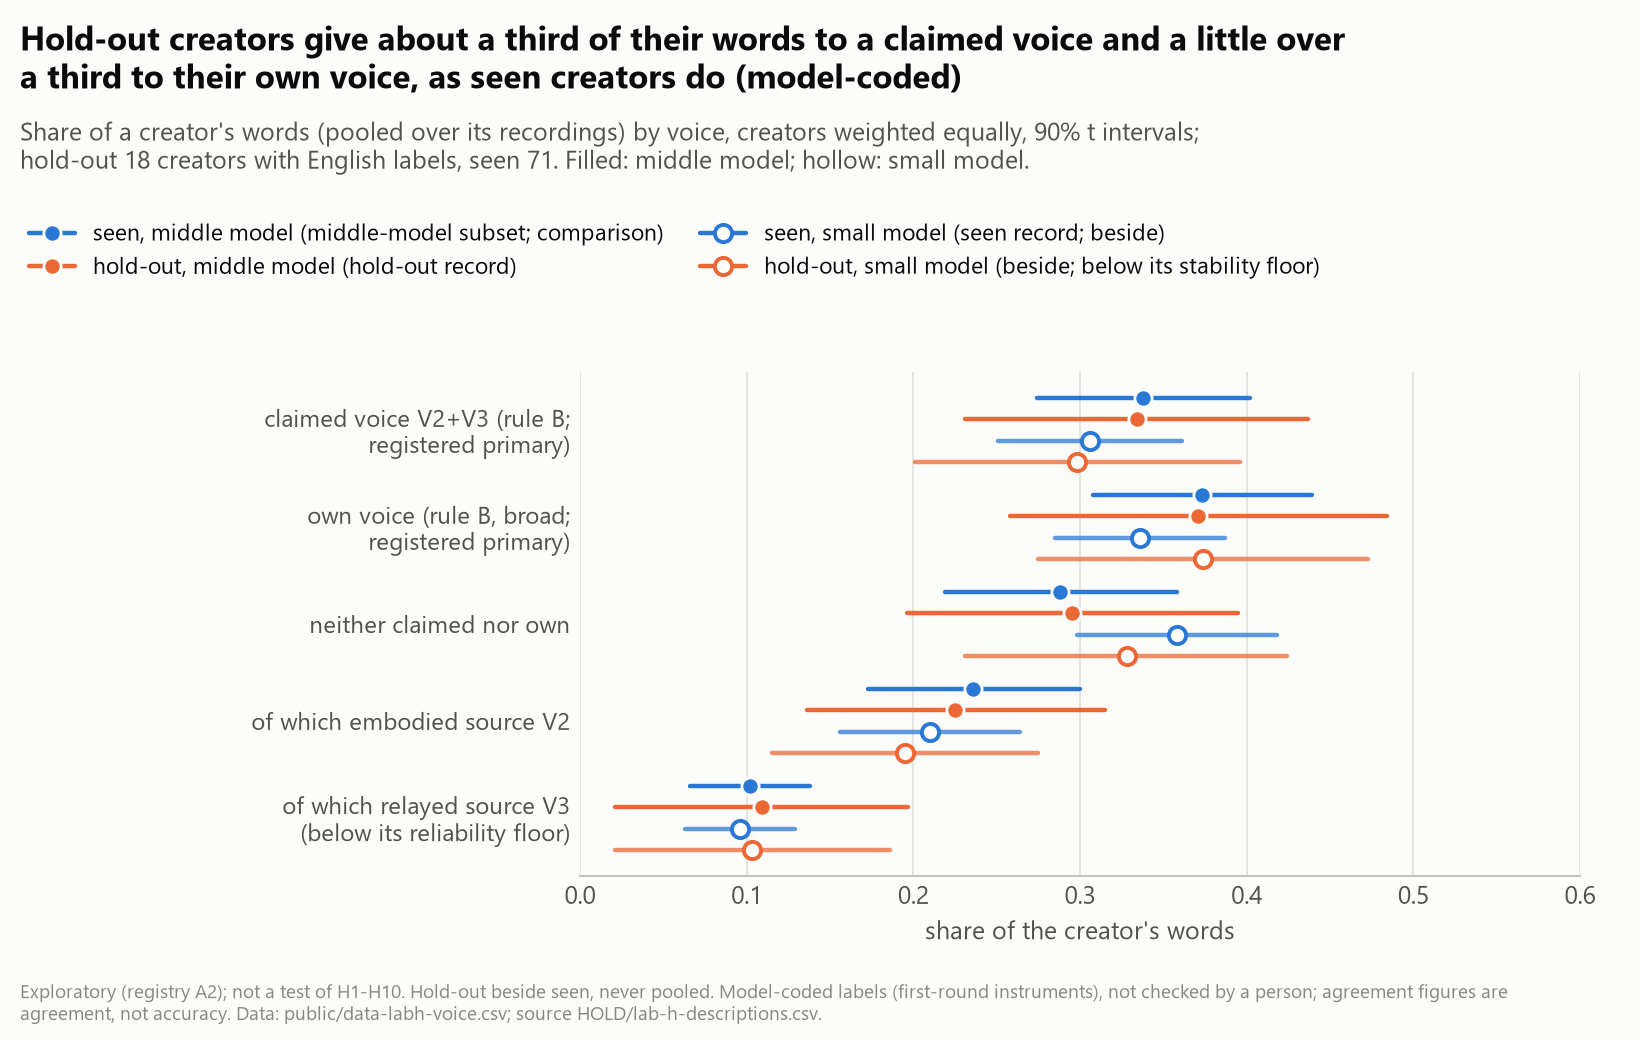 Hold-out creators give about a third of their words to a claimed voice and a little over
a third to their own voice, as seen creators do (model-coded)
Share of a creator's words (pooled over its recordings) by voice, creators weighted equally, 90% t intervals;
hold-out 18 creators with English labels, seen 71. Filled: middle model; hollow: small model.
seen, middle model (middle-model subset; comparison)
hold-out, middle model (hold-out record)
seen, small model (seen record; beside)
hold-out, small model (beside; below its stability floor)
claimed voice V2+V3 (rule B;
registered primary)
own voice (rule B, broad;
registered primary)
neither claimed nor own
of which embodied source V2
of which relayed source V3
(below its reliability floor)
0.0 0.1 0.2 0.3 0.4 0.5 0.6
share of the creator's words
Exploratory (registry A2); not a test of H1-H10. Hold-out beside seen, never pooled. Model-coded labels (first-round instruments), not checked by a person; agreement figures are
agreement, not accuracy. Data: public/data-labh-voice.csv; source HOLD/lab-h-descriptions.csv.